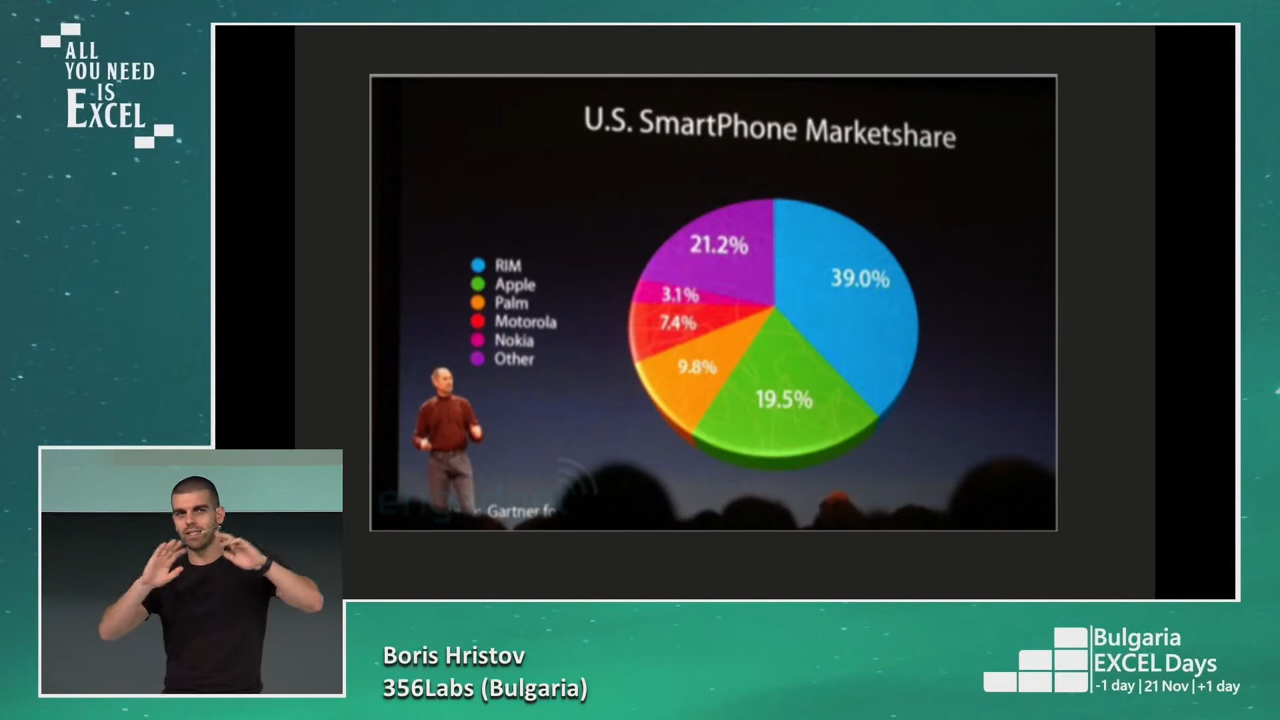 ALL
YOU NEED
IS
EXCEL
U.S. SmartPhone Marketshare
RIM
Apple
Palm
Motorola
Nokia
Other
21.2%
39.0%
3.1%
7.4%
9.8%
19.5%
Gartner
Boris Hristov
356Labs (Bulgaria)
Bulgaria
EXCEL Days
-1 day | 21 Nov | +1 day